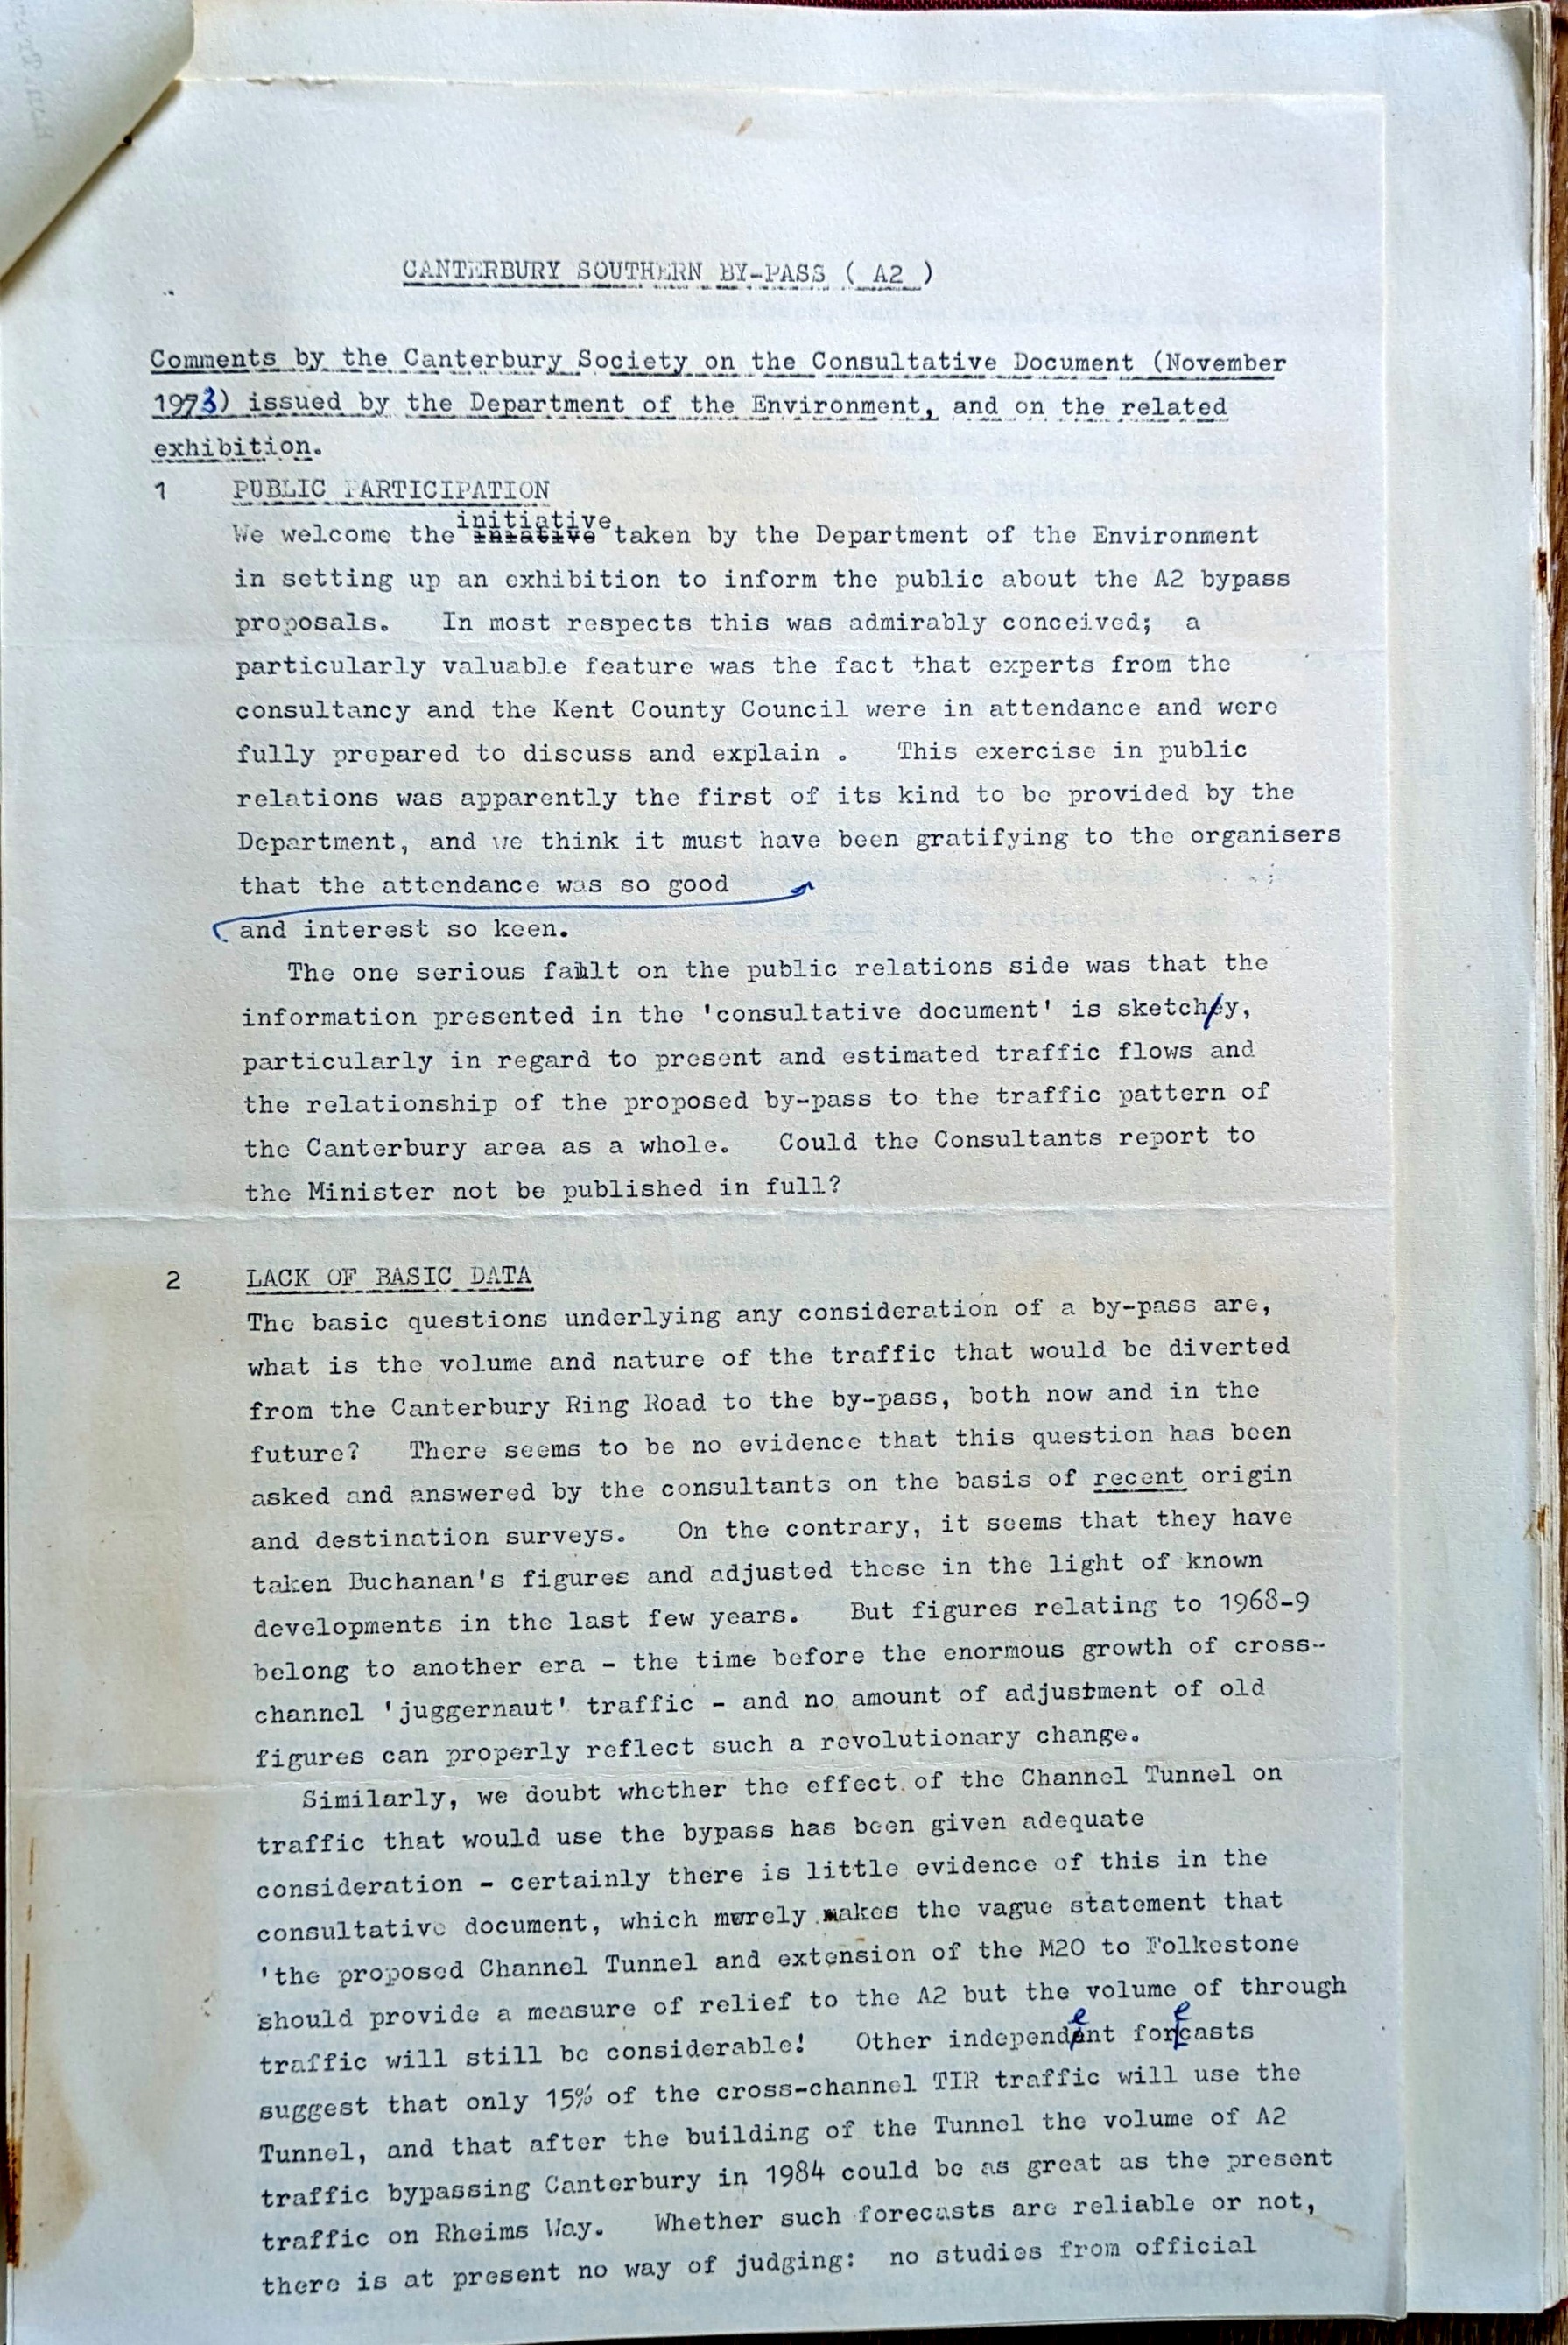 CANTERBURY SOUTHERN BY-PASS ( A2 )
Comments by the Canterbury Society on the Consultative Document (November
1973) issued by the Department of the Environment, and on the related
exhibition.
1 PUBLIC PARTICIPATION
initiative
We welcome the iniative taken by the Department of the Environment
in setting up an exhibition to inform the public about the A2 bypass
proposals. In most respects this was admirably conceived; a
particularly valuable feature was the fact that experts from the
consultancy and the Kent County Council were in attendance and were
fully prepared to discuss and explain . This exercise in public
relations was apparently the first of its kind to be provided by the
Department, and we think it must have been gratifying to the organisers
that the attendance was so good
and interest so keen.
The one serious fault on the public relations side was that the
information presented in the 'consultative document' is sketchy,
particularly in regard to present and estimated traffic flows and
the relationship of the proposed by-pass to the traffic pattern of
the Canterbury area as a whole. Could the Consultants report to
the Minister not be published in full?
2 LACK OF BASIC DATA
The basic questions underlying any consideration of a by-pass are,
what is the volume and nature of the traffic that would be diverted
from the Canterbury Ring Road to the by-pass, both now and in the
future? There seems to be no evidence that this question has been
asked and answered by the consultants on the basis of recent origin
and destination surveys. On the contrary, it seems that they have
taken Buchanan's figures and adjusted these in the light of known
developments in the last few years. But figures relating to 1968-9
belong to another era - the time before the enormous growth of cross-
channel 'juggernaut' traffic - and no amount of adjustment of old
figures can properly reflect such a revolutionary change.
Similarly, we doubt whether the effect of the Channel Tunnel on
traffic that would use the bypass has been given adequate
consideration - certainly there is little evidence of this in the
consultative document, which merely makes the vague statement that
'the proposed Channel Tunnel and extension of the M20 to Folkestone
should provide a measure of relief to the A2 but the volume of through
traffic will still be considerable! Other independent forecasts
suggest that only 15% of the cross-channel TIR traffic will use the
Tunnel, and that after the building of the Tunnel the volume of A2
traffic bypassing Canterbury in 1984 could be as great as the present
traffic on Rheims Way. Whether such forecasts are reliable or not,
there is at present no way of judging: no studies from official